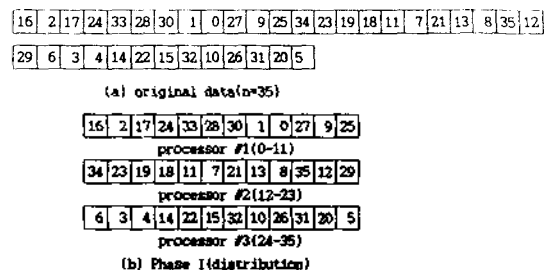 16 2 17 24 33 28 30 1 0 27 9 25 34 23 19 18 11 7 21 13 8 35 12
29 6 3 4 14 22 15 32 10 26 31 20 5
(a) original data(n=35)
16 2 17 24 33 28 30 1 0 27 9 25
processor #1(0-11)
34 23 19 18 11 7 21 13 8 35 12 29
processor #2(12-23)
6 3 4 14 22 15 32 10 26 31 20 5
processor #3(24-35)
(b) Phase I(distribution)